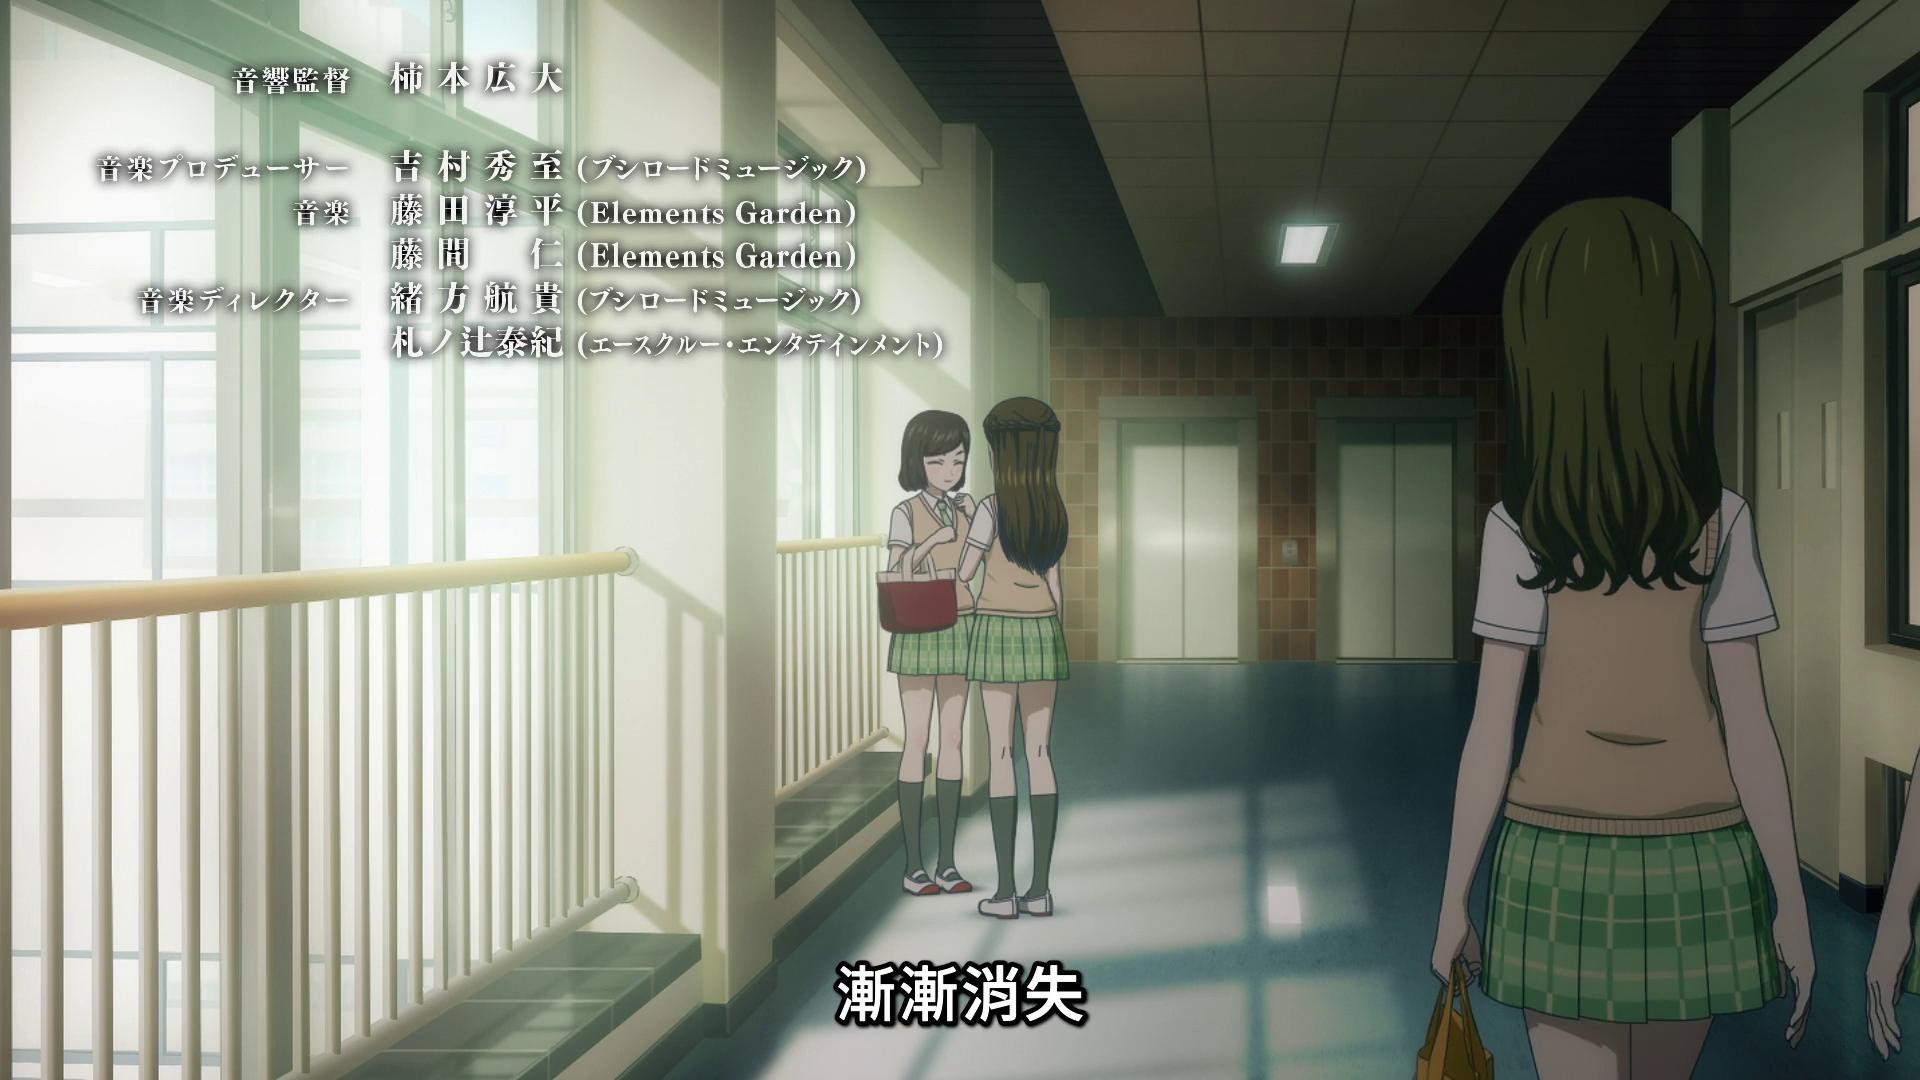 音響監督 柿本広大
音楽プロデューサー 吉村秀至(ブシロードミュージック)
音楽 藤田淳平(Elements Garden)
藤間 仁(Elements Garden)
音楽ディレクター 緒方航貴(ブシロードミュージック)
札ノ辻泰紀(エースクルー・エンタテインメント)
漸漸消失